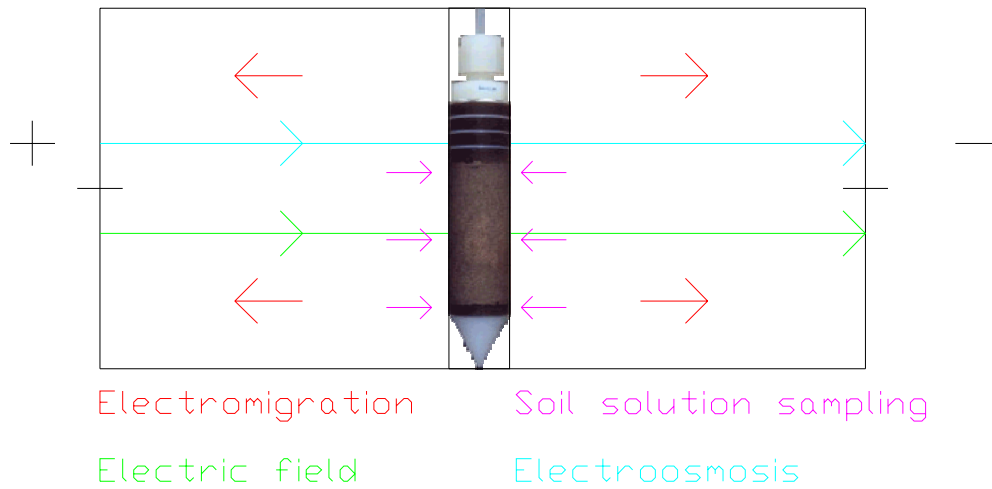 +
−
Electromigration
Soil solution sampling
Electric field
Electroosmosis